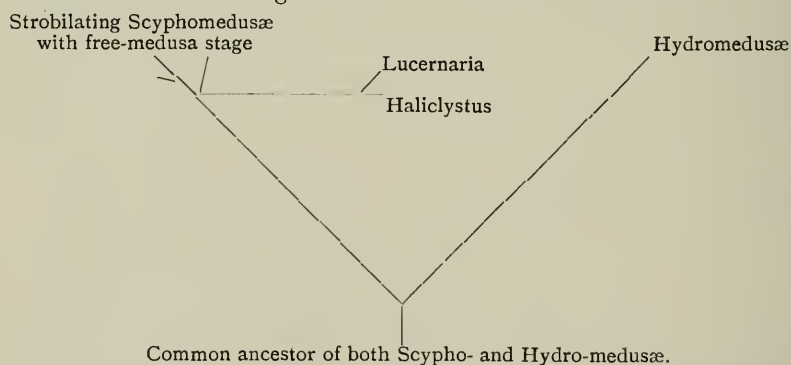 Strobilating Scyphomedusæ
with free-medusa stage
Hydromedusæ
Lucernaria
Haliclystus
Common ancestor of both Scypho- and Hydro-medusæ.